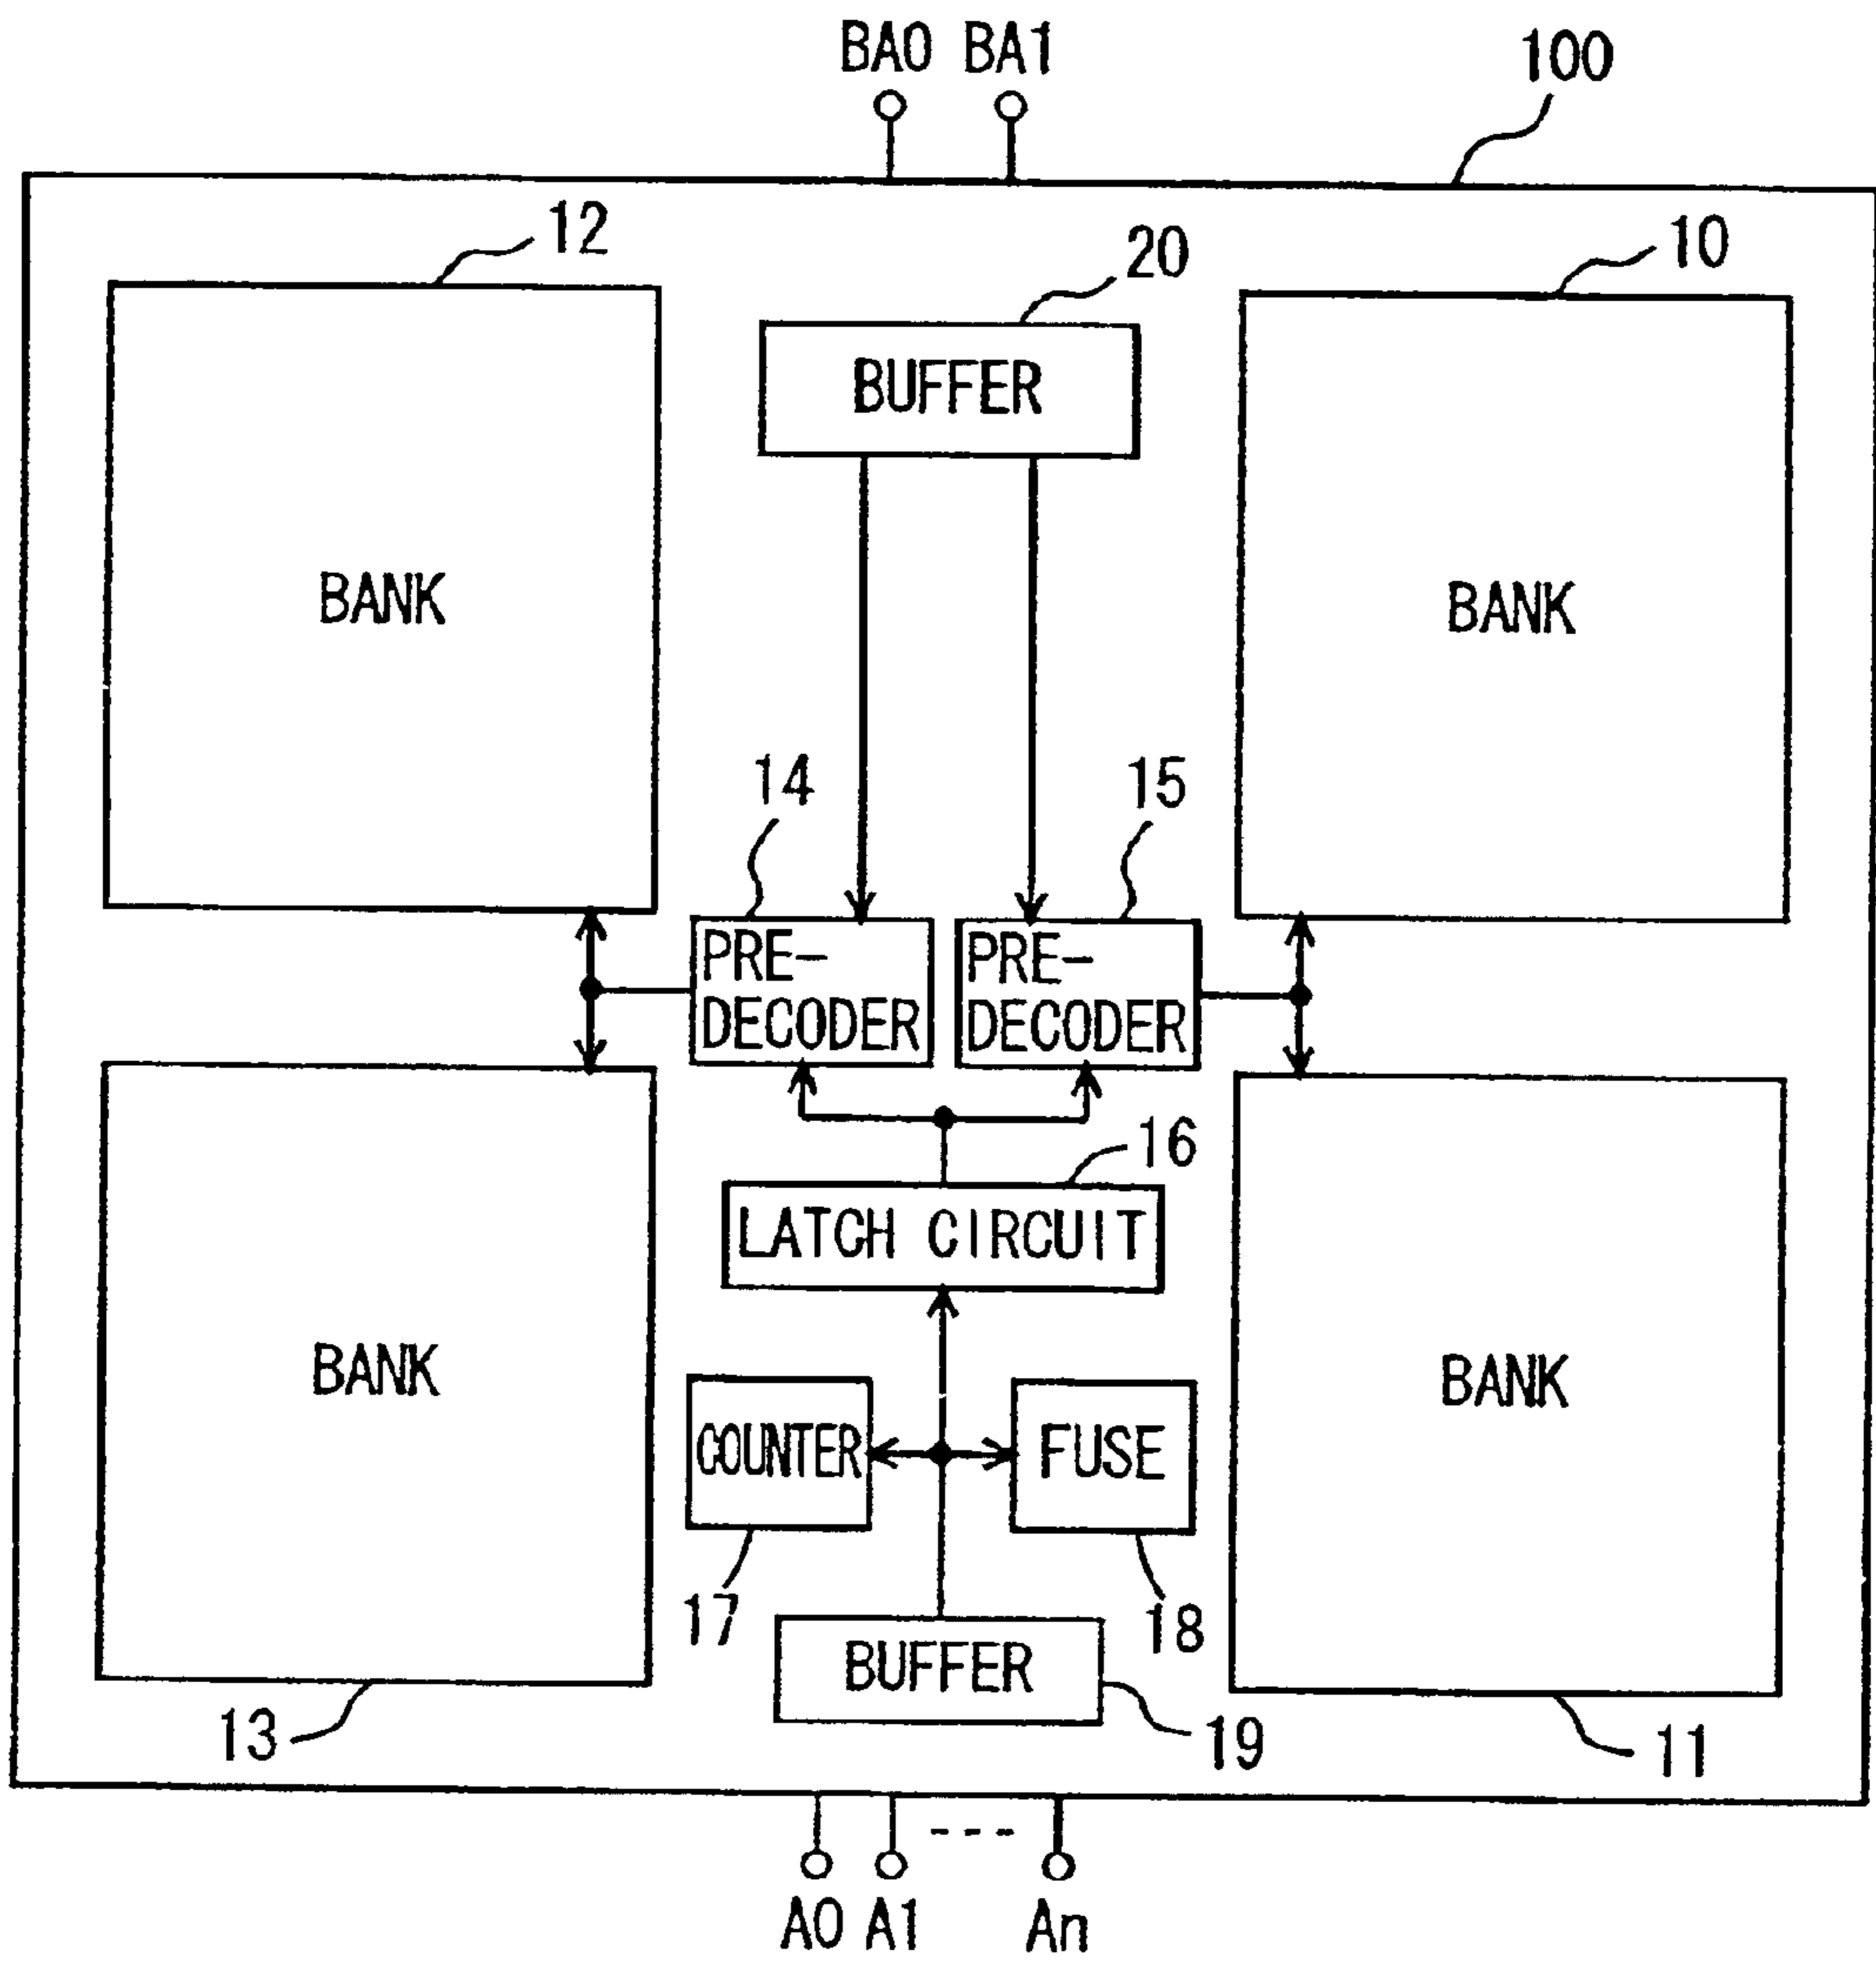 BA0 BA1
100
12
20
10
BUFFER
BANK
BANK
14
15
PRE-
DECODER
PRE-
DECODER
16
LATCH CIRCUIT
BANK
BANK
COUNTER
FUSE
17
18
BUFFER
13
19
11
A0 A1 --- An